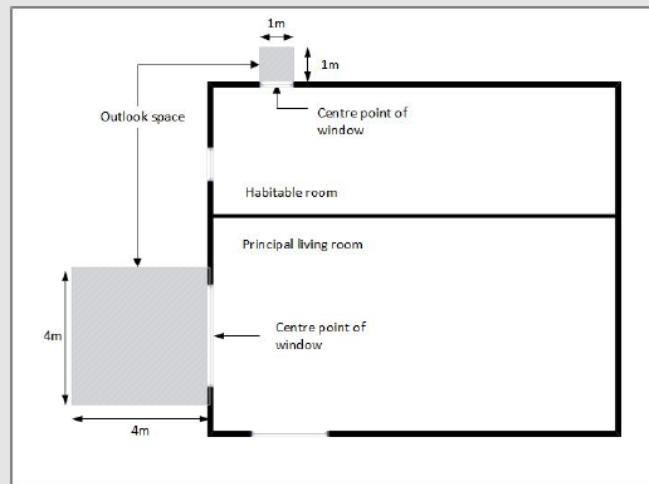 1m
1m
Centre point of
window
Outlook space
Habitable room
Principal living room
4m
Centre point of
window
4m